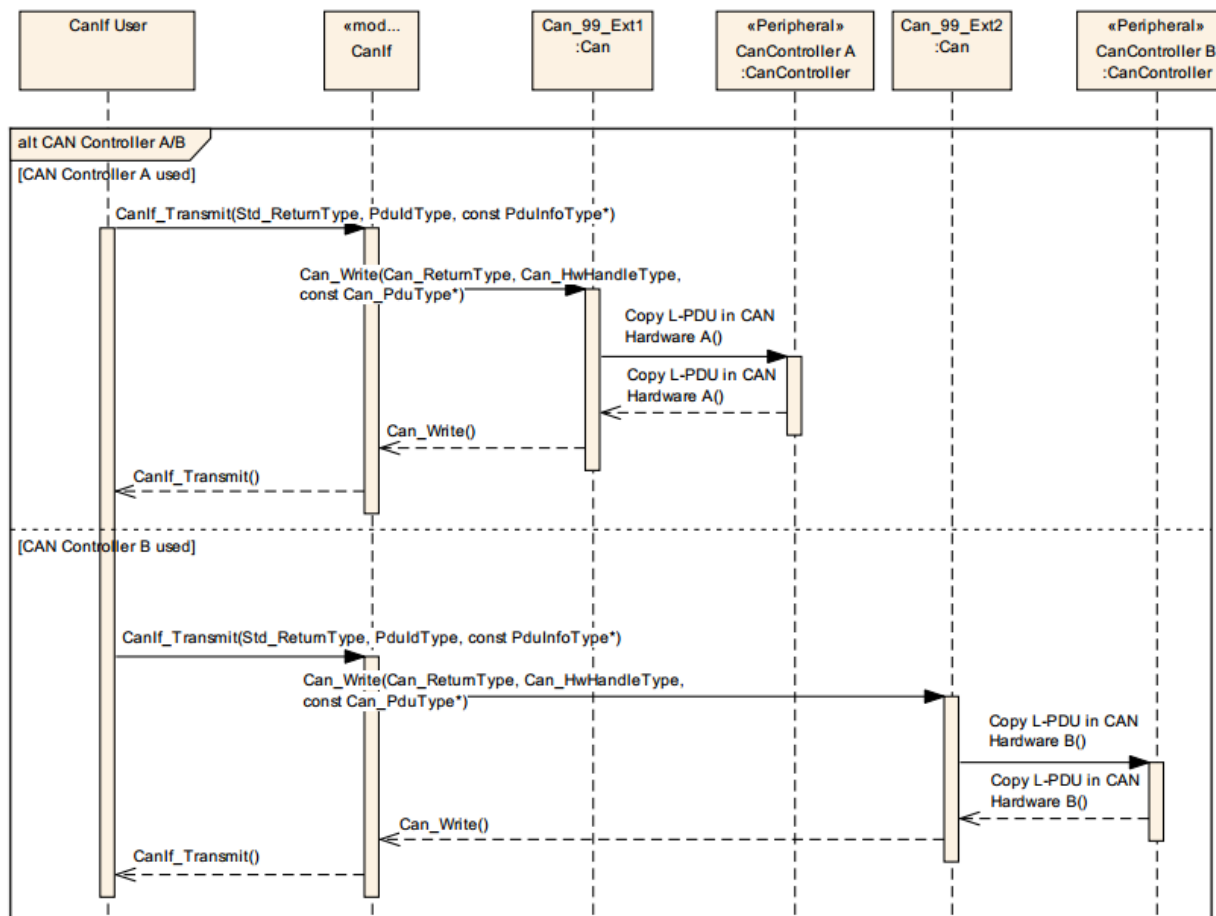 CanIf User
«mod...
CanIf
Can_99_Ext1
:Can
«Peripheral»
CanController A
:CanController
Can_99_Ext2
:Can
«Peripheral»
CanController B
:CanController
alt CAN Controller A/B
[CAN Controller A used]
CanIf_Transmit(Std_ReturnType, PduIdType, const PduInfoType*)
Can_Write(Can_ReturnType, Can_HwHandleType,
const Can_PduType*)
Copy L-PDU in CAN
Hardware A()
Copy L-PDU in CAN
Hardware A()
Can_Write()
CanIf_Transmit()
[CAN Controller B used]
CanIf_Transmit(Std_ReturnType, PduIdType, const PduInfoType*)
Can_Write(Can_ReturnType, Can_HwHandleType,
const Can_PduType*)
Copy L-PDU in CAN
Hardware B()
Copy L-PDU in CAN
Hardware B()
Can_Write()
CanIf_Transmit()